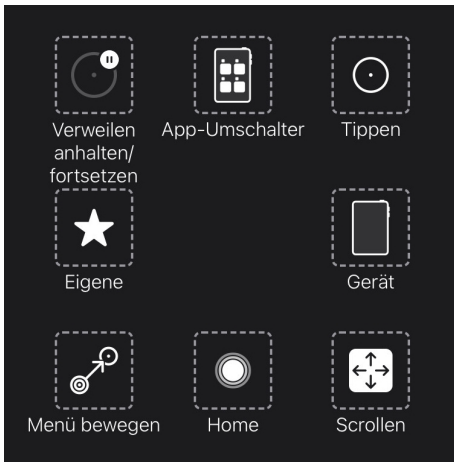 Verweilen
anhalten/
fortsetzen
App-Umschalter
Tippen
Eigene
Gerät
Menü bewegen
Home
Scrollen